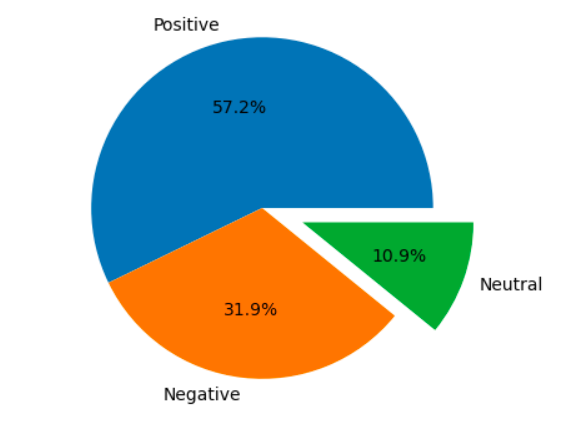 Positive
57.2%
10.9%
Neutral
31.9%
Negative